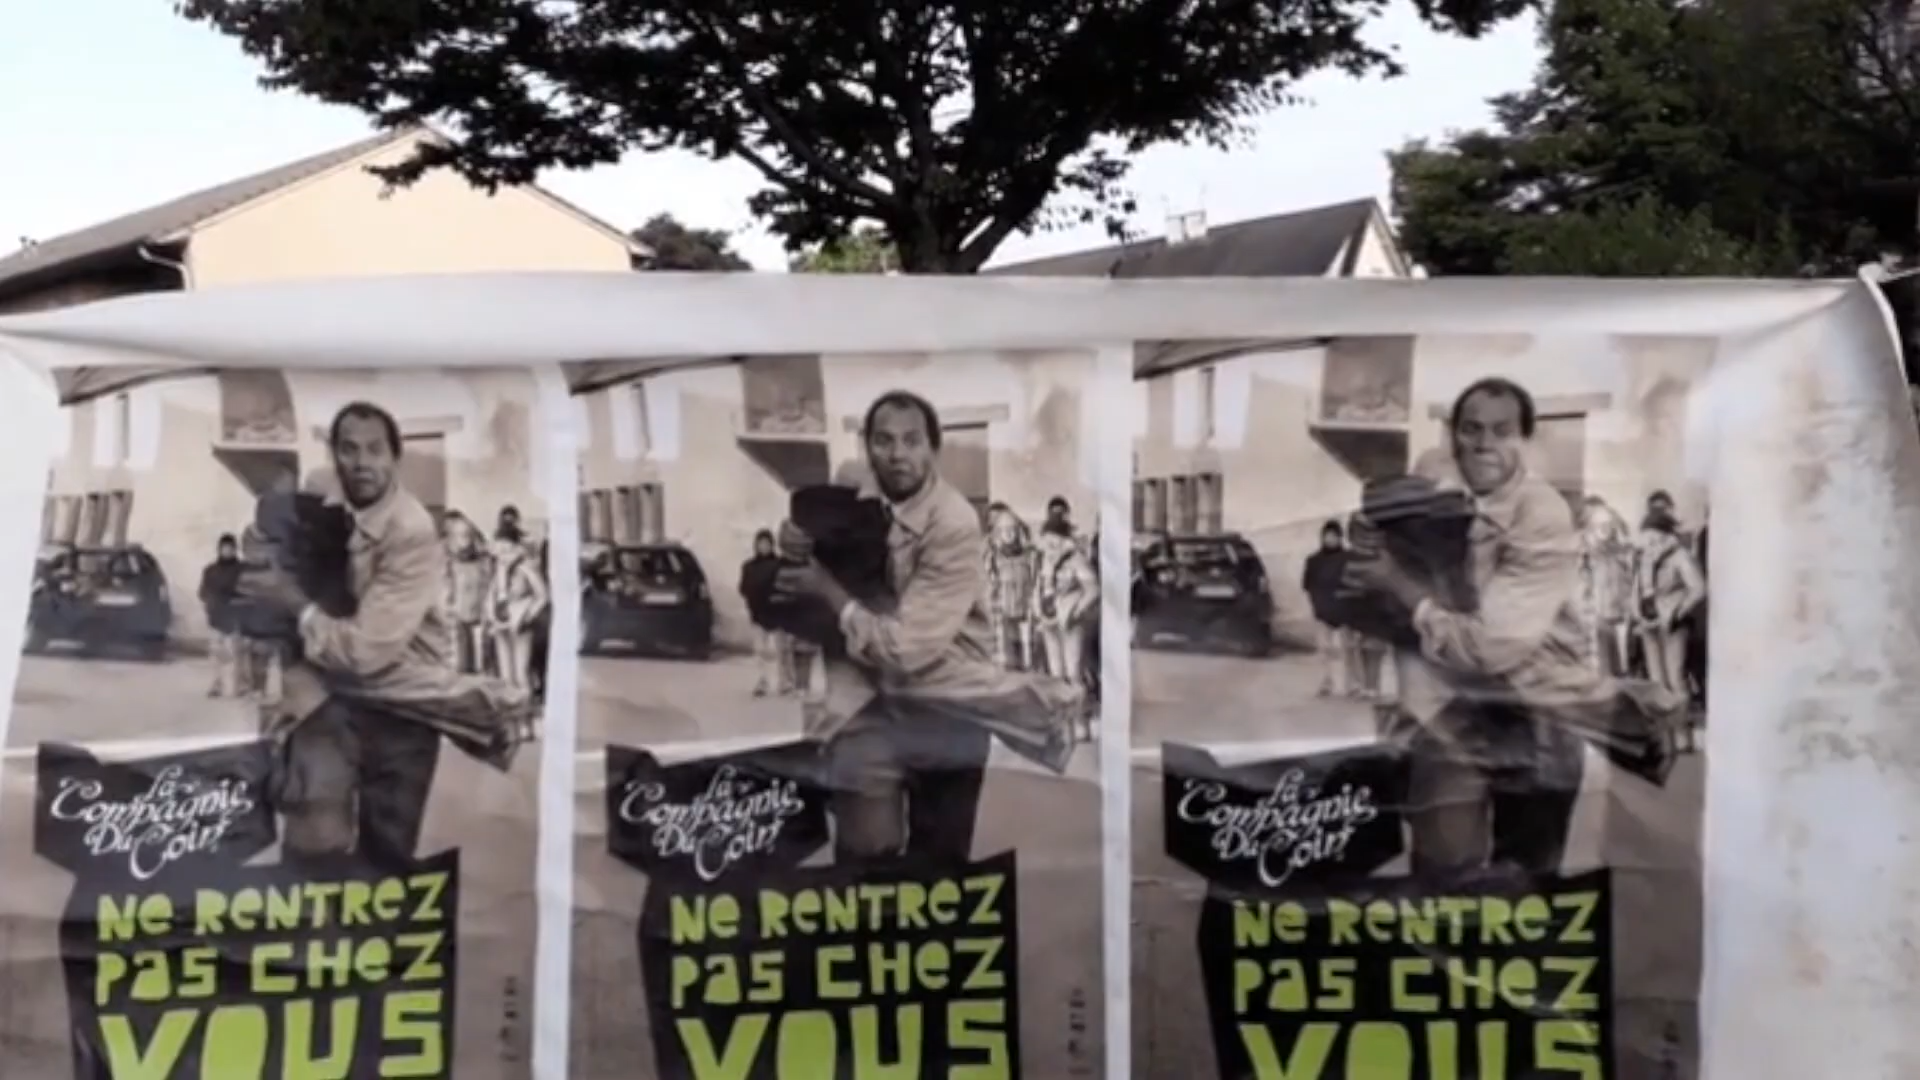 La
Compagnie
Du Coin
NE RENTREZ
PAS CHEZ
VOUS
La
Compagnie
Du Coin
NE RENTREZ
PAS CHEZ
VOUS
La
Compagnie
Du Coin
NE RENTREZ
PAS CHEZ
VOUS